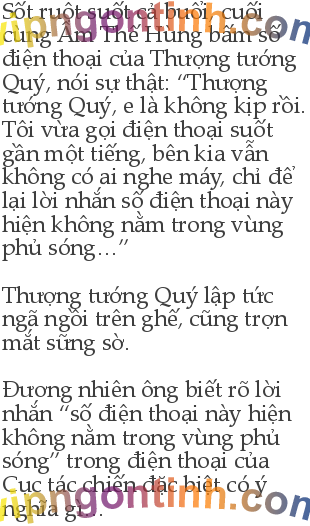 Sốt ruột suốt cả buổi, cuối
cùng Âm Thế Hùng bấm số
điện thoại của Thượng tướng
Quý, nói sự thật: “Thượng
tướng Quý, e là không kịp rồi.
Tôi vừa gọi điện thoại suốt
gần một tiếng, bên kia vẫn
không có ai nghe máy, chỉ để
lại lời nhắn số điện thoại này
hiện không nằm trong vùng
phủ sóng…”
Thượng tướng Quý lập tức
ngã ngồi trên ghế, cũng trợn
mắt sững sờ.
Đương nhiên ông biết rõ lời
nhắn “số điện thoại này hiện
không nằm trong vùng phủ
sóng” trong điện thoại của
Cục tác chiến đặc biệt có ý
nghĩa gì…
vipngontinh.com
vipngontinh.com